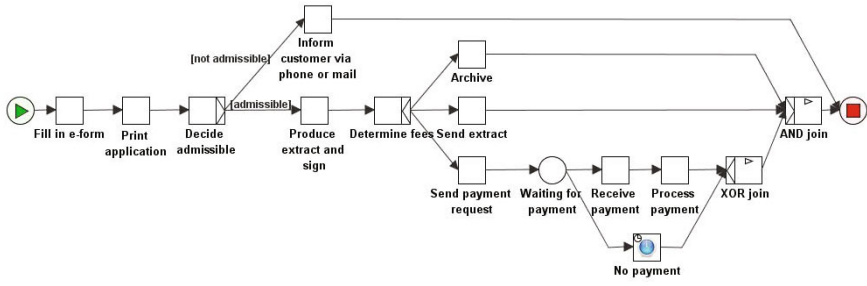 Inform
customer via
phone or mail
[not admissible]
Archive
[admissible]
Fill in e-form
Print
application
Decide
admissible
Produce
extract and
sign
Determine fees
Send extract
AND join
Send payment
request
Waiting for
payment
Receive
payment
Process
payment
XOR join
No payment